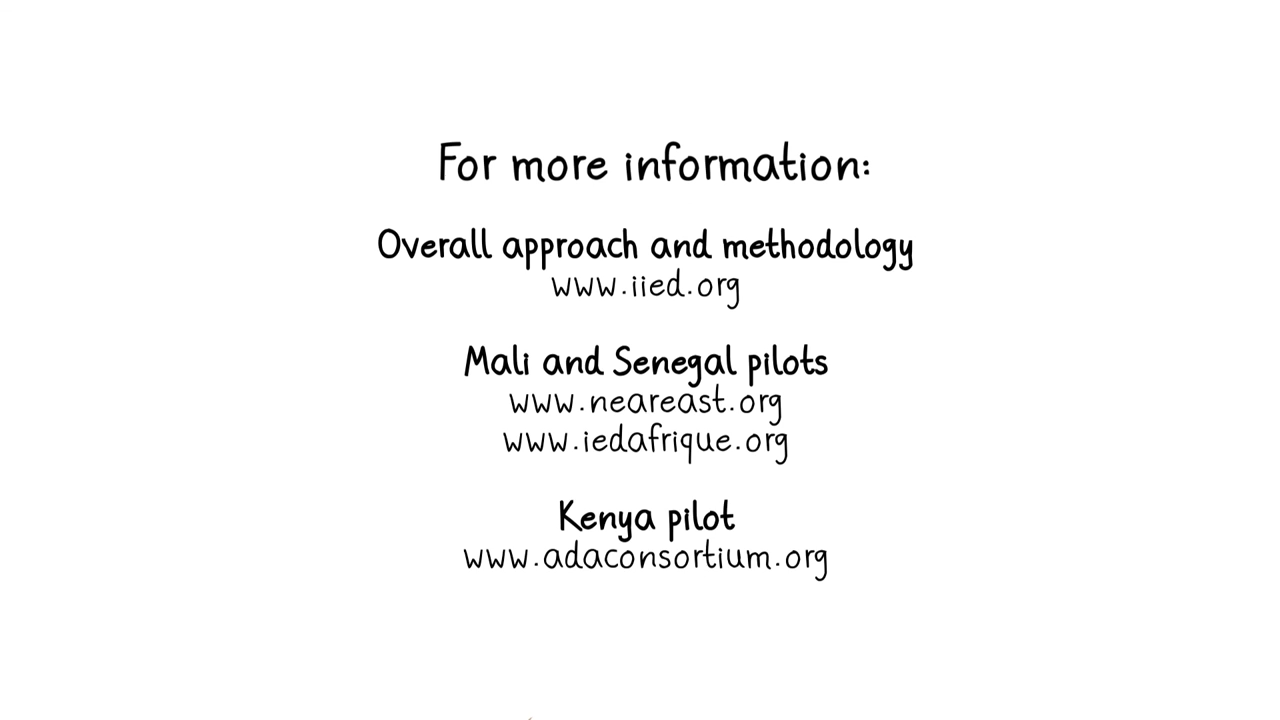 For more information:
Overall approach and methodology
www.iied.org
Mali and Senegal pilots
www.neareast.org
www.iedafrique.org
Kenya pilot
www.adaconsortium.org